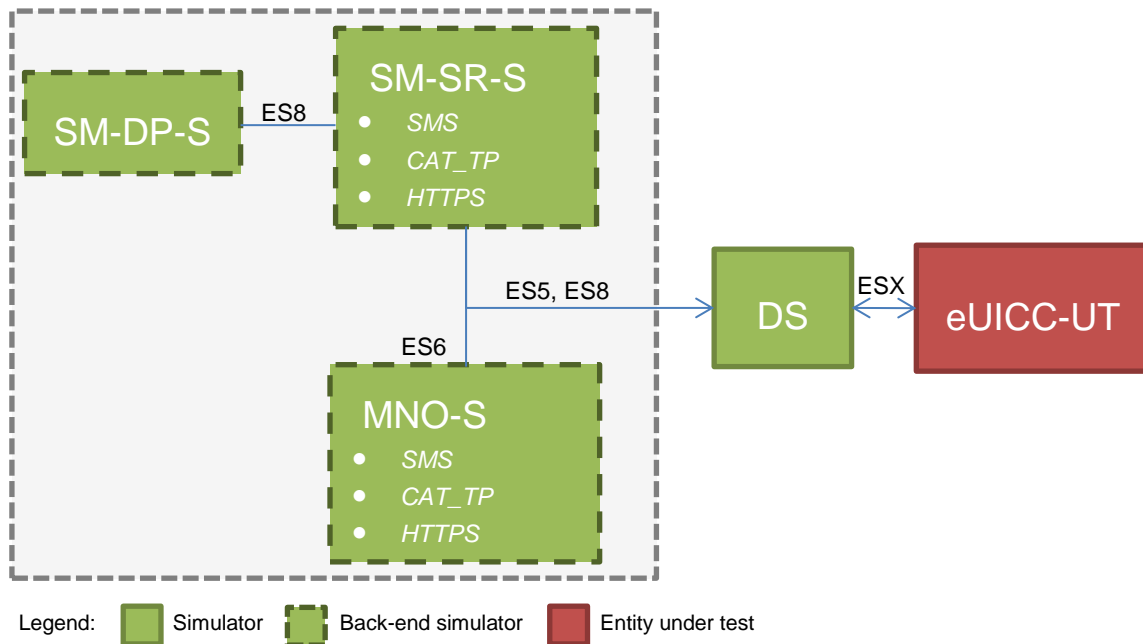 SM-SR-S
● SMS
● CAT_TP
● HTTPS
SM-DP-S
ES8
ES5, ES8
ES6
DS
ESX
eUICC-UT
MNO-S
● SMS
● CAT_TP
● HTTPS
Legend: Simulator Back-end simulator Entity under test